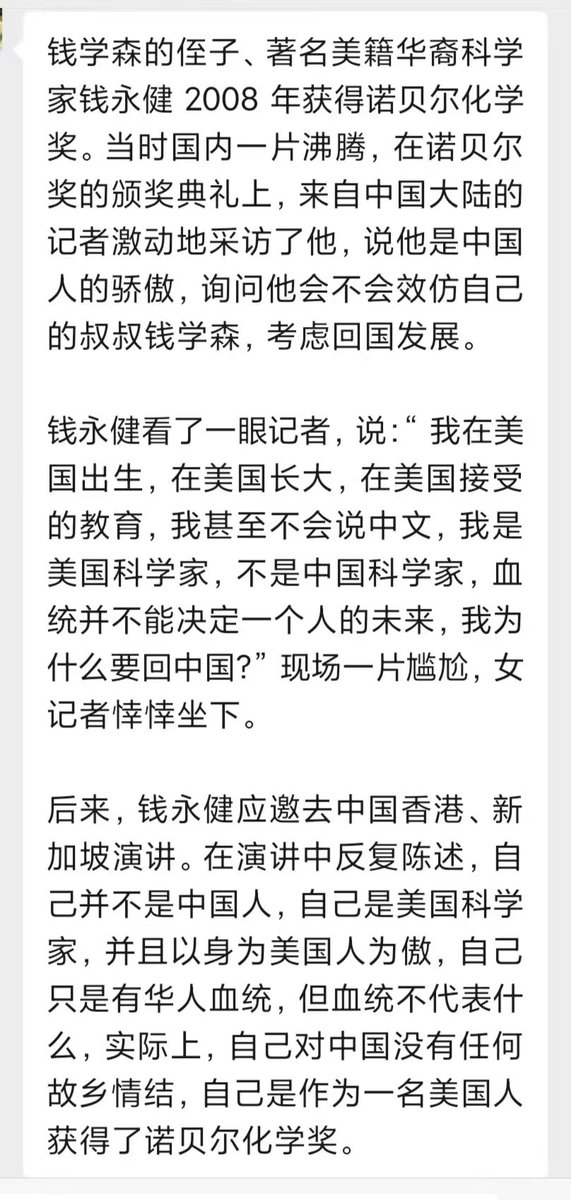 钱学森的侄子、著名美籍华裔科学
家钱永健 2008 年获得诺贝尔化学
奖。当时国内一片沸腾，在诺贝尔
奖的颁奖典礼上，来自中国大陆的
记者激动地采访了他，说他是中国
人的骄傲，询问他会不会效仿自己
的叔叔钱学森，考虑回国发展。
钱永健看了一眼记者，说：“ 我在美
国出生，在美国长大，在美国接受
的教育，我甚至不会说中文，我是
美国科学家，不是中国科学家，血
统并不能决定一个人的未来，我为
什么要回中国?” 现场一片尴尬，女
记者悻悻坐下。
后来，钱永健应邀去中国香港、新
加坡演讲。在演讲中反复陈述，自
己并不是中国人，自己是美国科学
家，并且以身为美国人为傲，自己
只是有华人血统，但血统不代表什
么，实际上，自己对中国没有任何
故乡情结，自己是作为一名美国人
获得了诺贝尔化学奖。